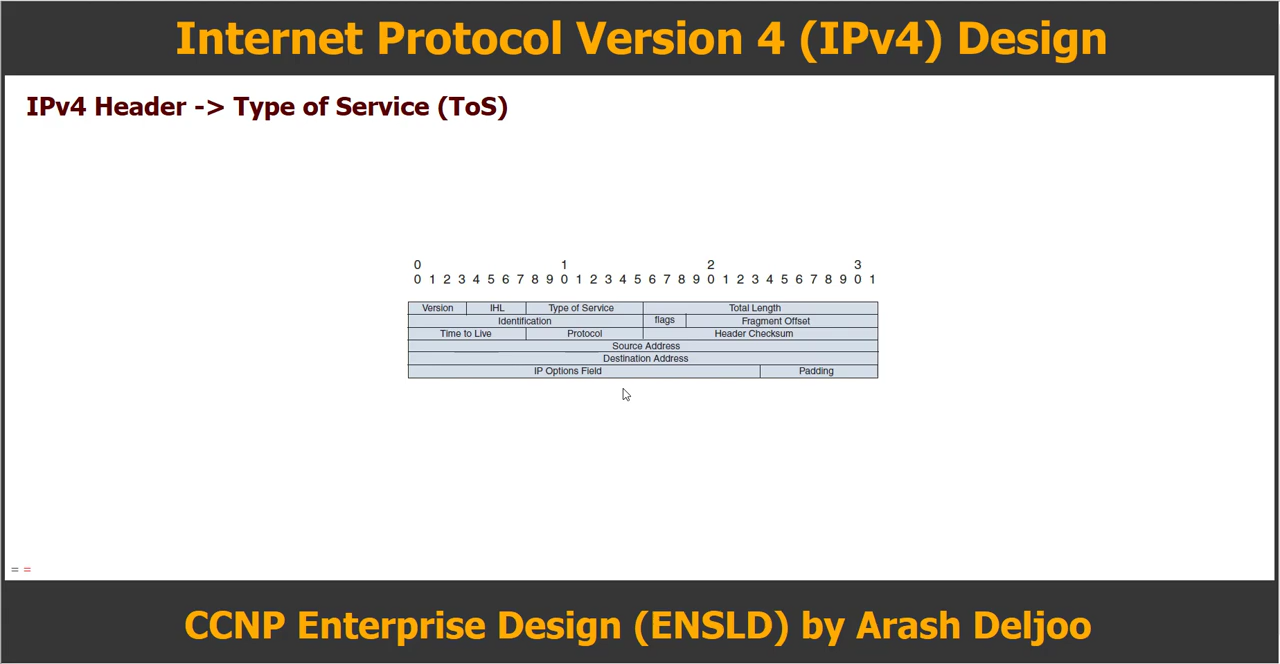 Internet Protocol Version 4 (IPv4) Design
IPv4 Header -> Type of Service (ToS)
0 1 2 3
0 1 2 3 4 5 6 7 8 9 0 1 2 3 4 5 6 7 8 9 0 1 2 3 4 5 6 7 8 9 0 1
Version IHL Type of Service Total Length
Identification flags Fragment Offset
Time to Live Protocol Header Checksum
Source Address
Destination Address
IP Options Field Padding
= =
CCNP Enterprise Design (ENSLD) by Arash Deljoo